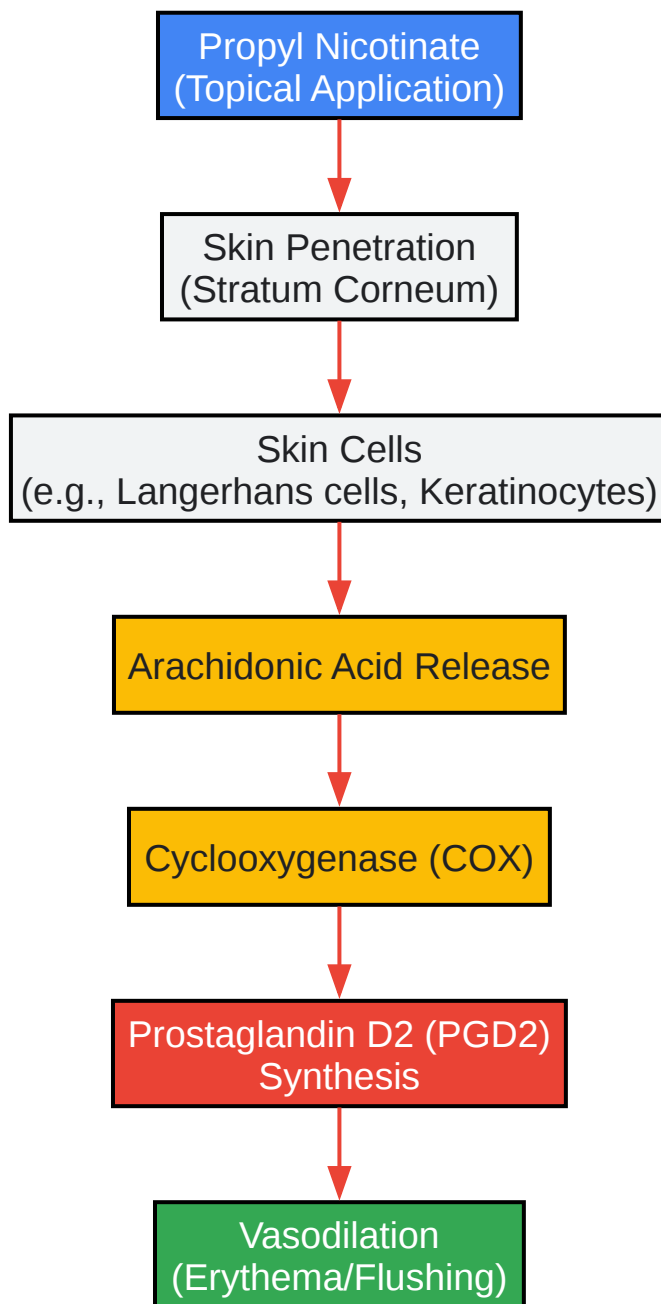 Propyl Nicotinate
(Topical Application)
Skin Penetration
(Stratum Corneum)
Skin Cells
(e.g., Langerhans cells, Keratinocytes)
Arachidonic Acid Release
Cyclooxygenase (COX)
Prostaglandin D2 (PGD2)
Synthesis
Vasodilation
(Erythema/Flushing)